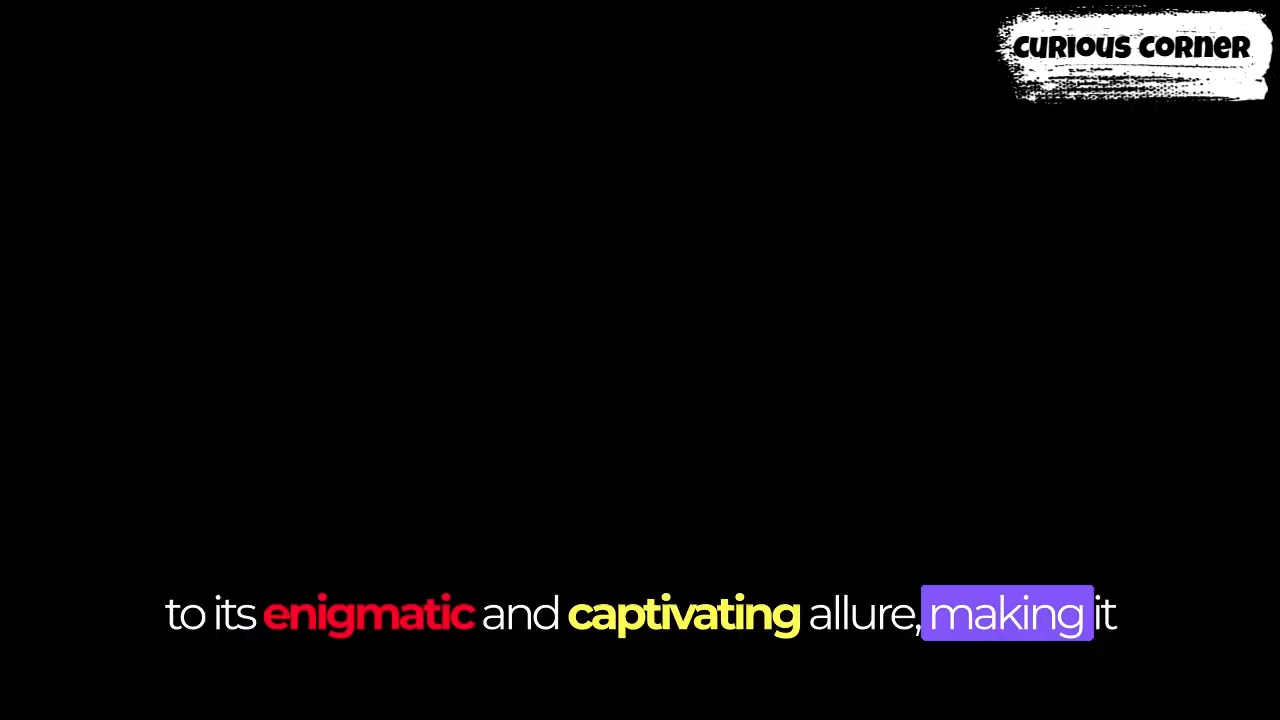 CURIOUS CORNER
to its enigmatic and captivating allure, making it